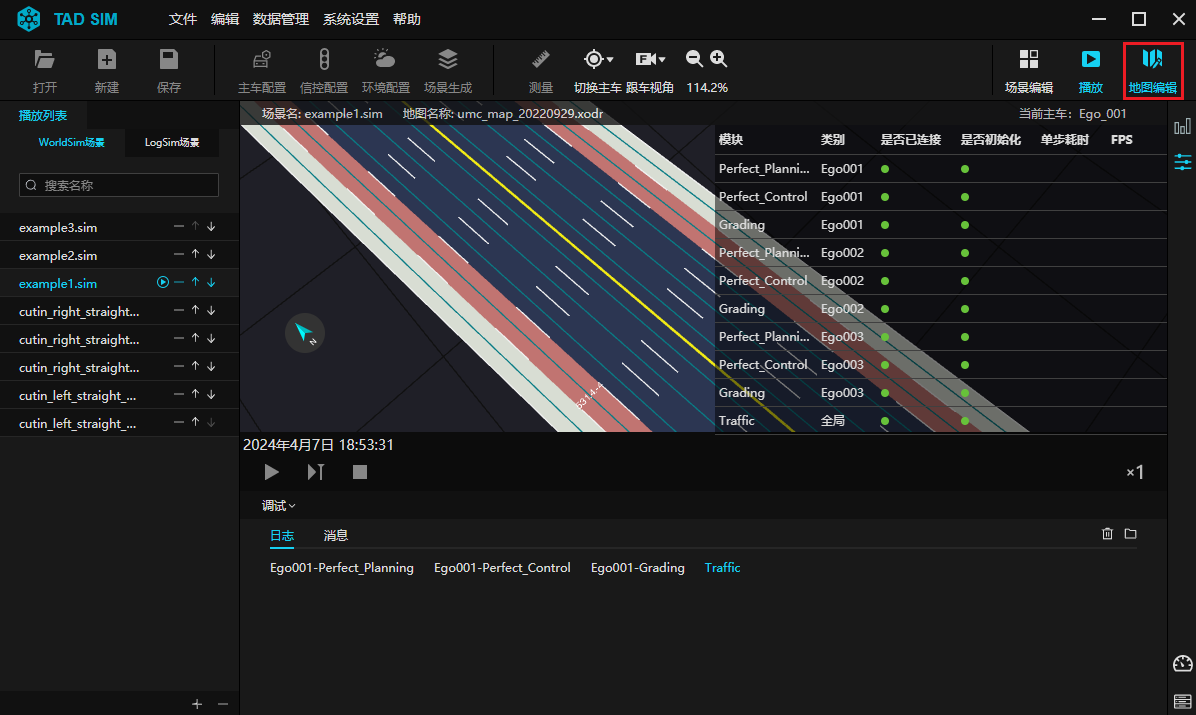 TAD SIM 文件 编辑 数据管理 系统设置 帮助
打开 新建 保存 主车配置 信控配置 环境配置 场景生成 测量 切换主车 跟车视角 114.2% 场景编辑 播放 地图编辑
播放列表
场景名: example1.sim 地图名称: umc_map_20220929.xodr 当前主车: Ego_001
WorldSim场景 LogSim场景
模块 类别 是否已连接 是否初始化 单步耗时 FPS
搜索名称
Perfect_Planni... Ego001
Perfect_Control Ego001
Grading Ego001
Perfect_Planni... Ego002
Perfect_Control Ego002
Grading Ego002
Perfect_Planni... Ego003
Perfect_Control Ego003
Grading Ego003
Traffic 全局
example3.sim
example2.sim
example1.sim
cutin_right_straight...
cutin_right_straight...
cutin_right_straight...
cutin_left_straight_...
cutin_left_straight_...
N
2024年4月7日 18:53:31
×1
调试
日志 消息
Ego001-Perfect_Planning Ego001-Perfect_Control Ego001-Grading Traffic